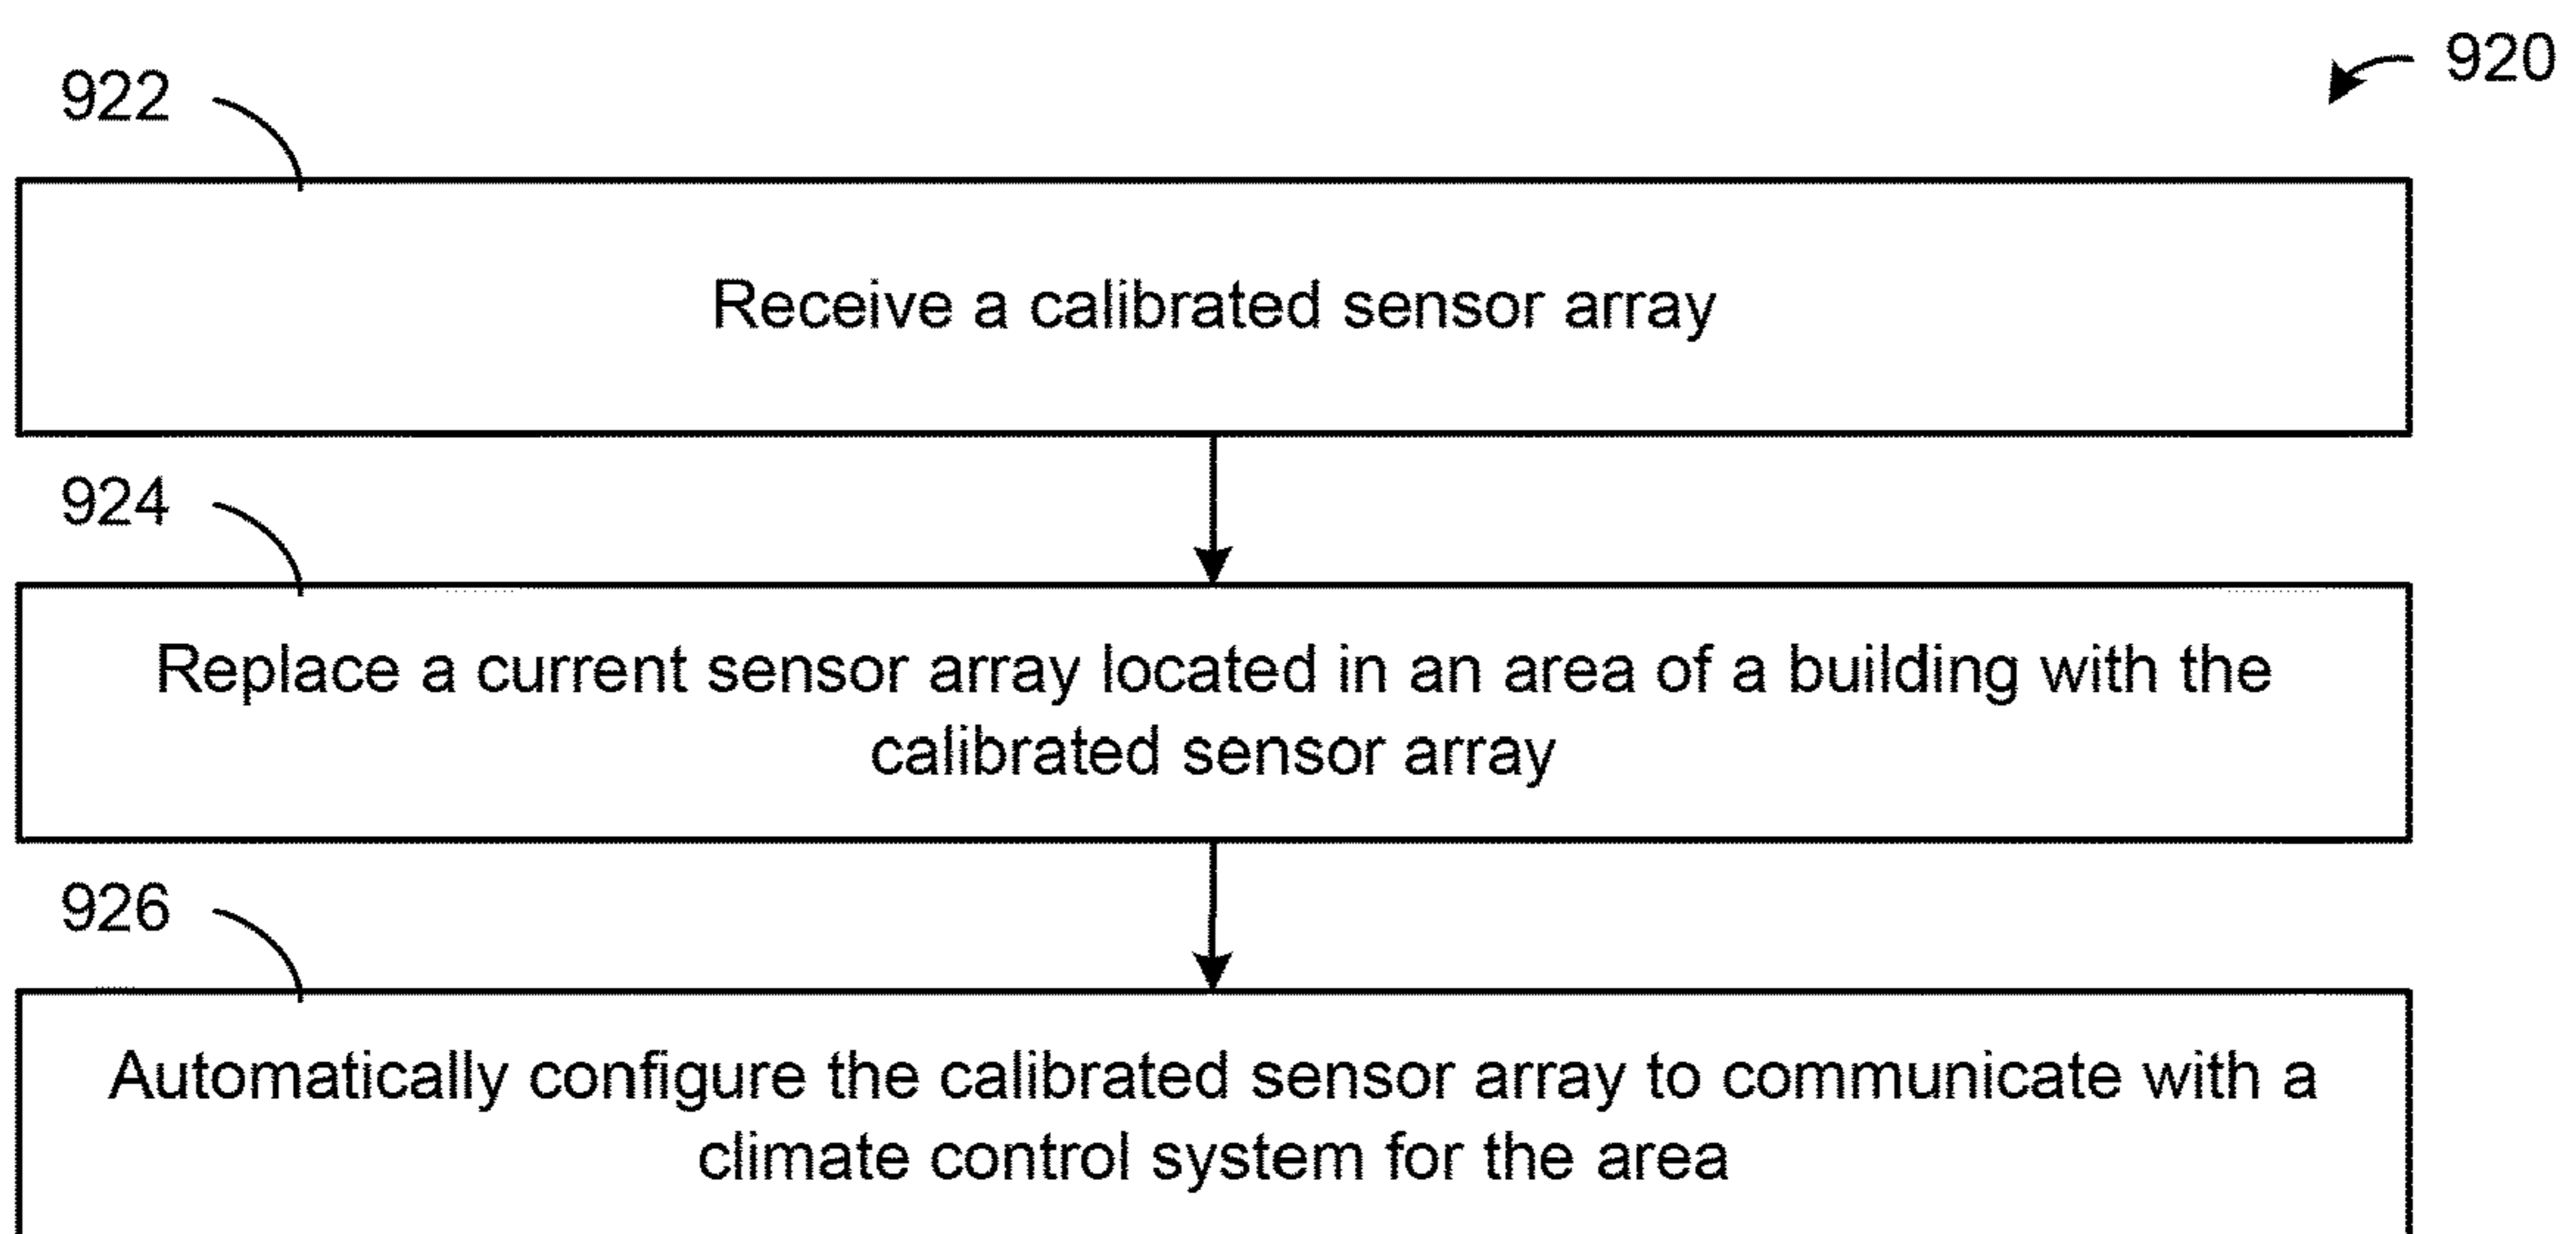 920
922
Receive a calibrated sensor array
924
Replace a current sensor array located in an area of a building with the
calibrated sensor array
926
Automatically configure the calibrated sensor array to communicate with a
climate control system for the area